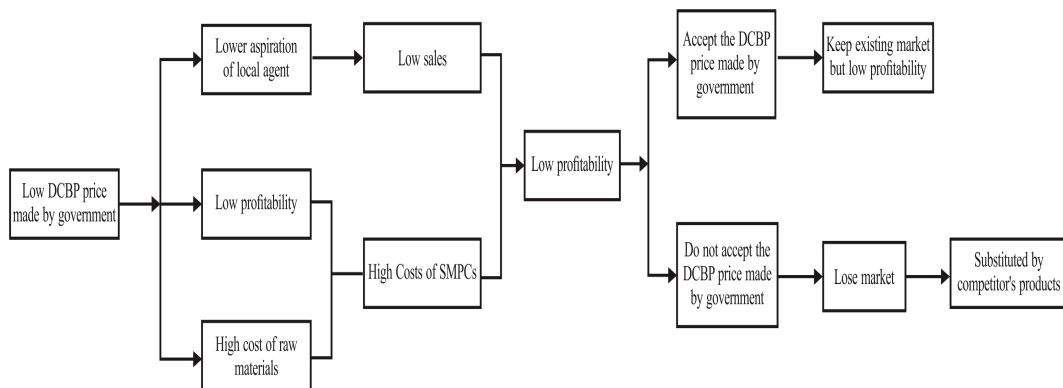 Low DCBP price
made by government
Lower aspiration
of local agent
Low profitability
High cost of raw
materials
Low sales
High Costs of SMPCs
Low profitability
Accept the DCBP
price made by
government
Keep existing market
but low profitability
Do not accept the
DCBP price made
by government
Lose market
Substituted by
competitor's products